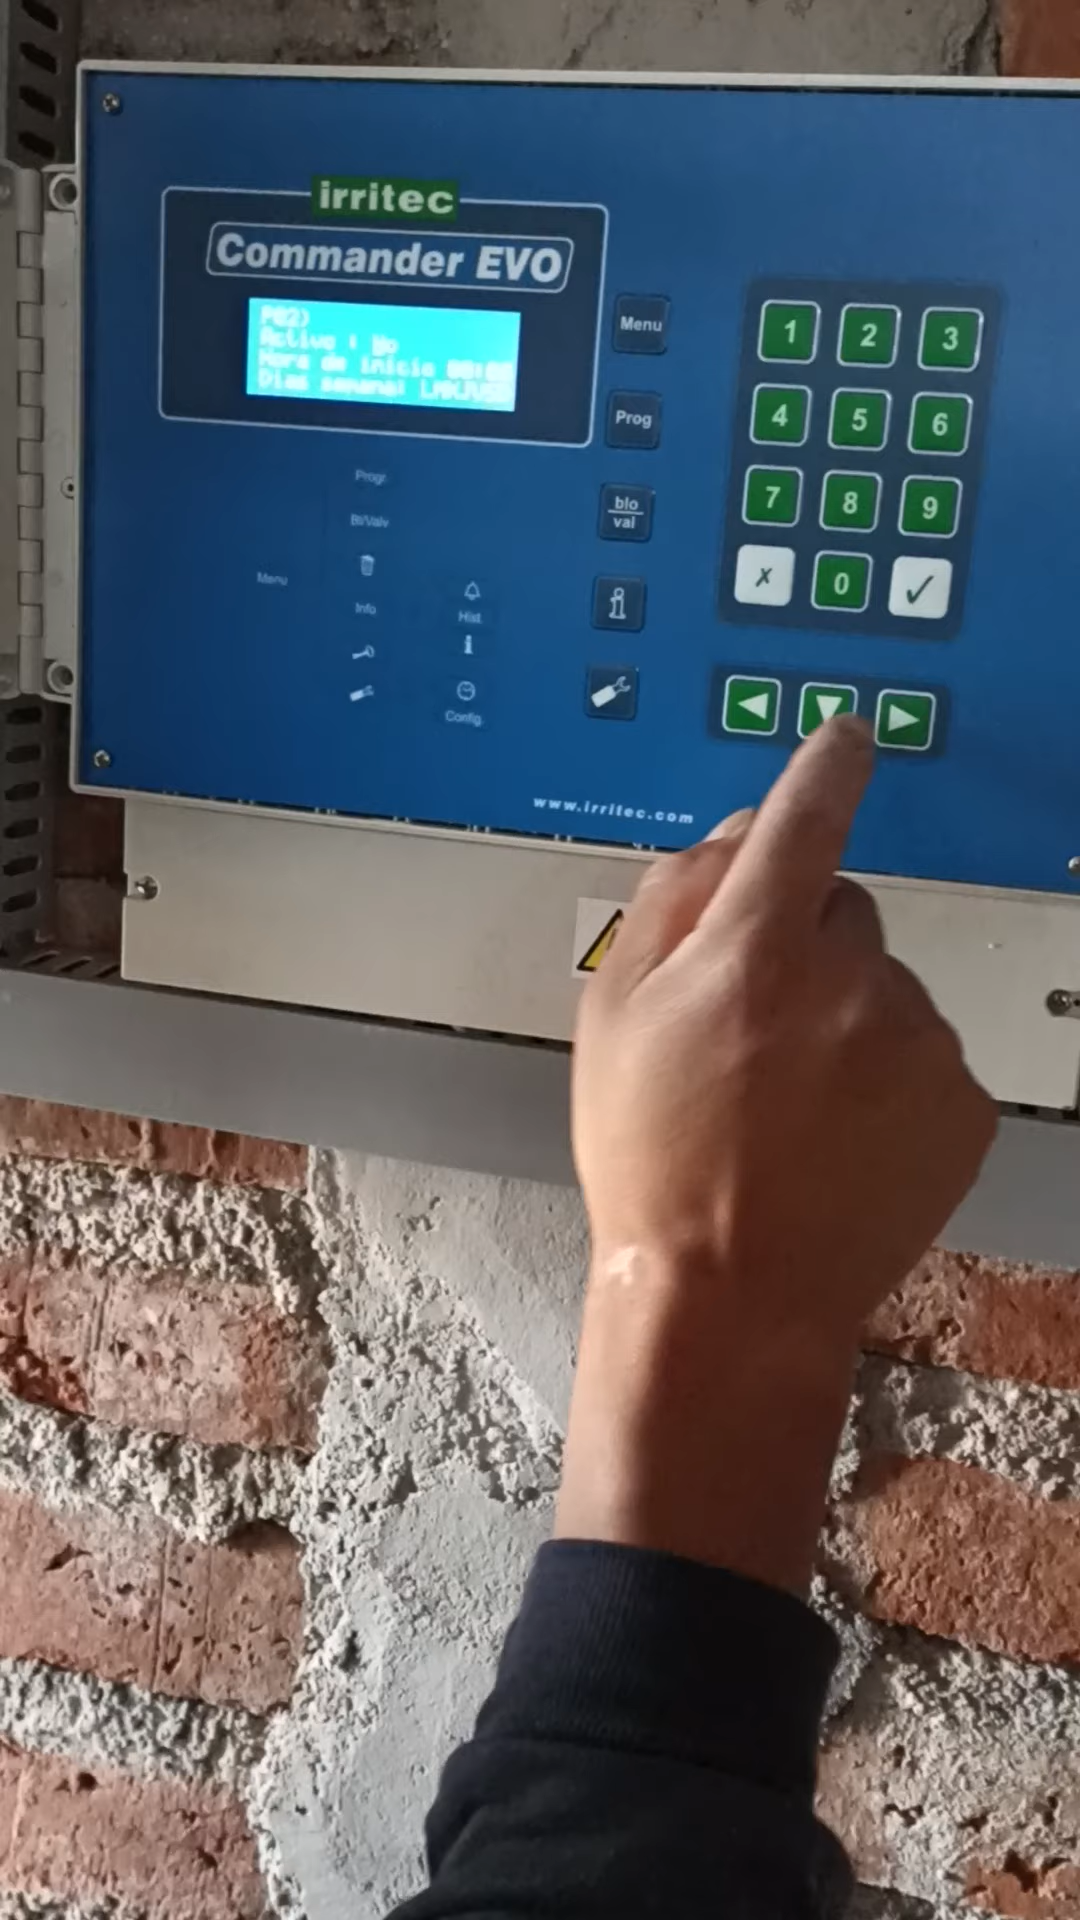 irritec
Commander EVO
P02)
Activo : No
Hora de inicio
Dias semana:
Menu
Prog
blo
val
1
2
3
4
5
6
7
8
9
✗
0
✓
Progr.
Bl/Valv
Menu
Info
Hist.
Config.
www.irritec.com